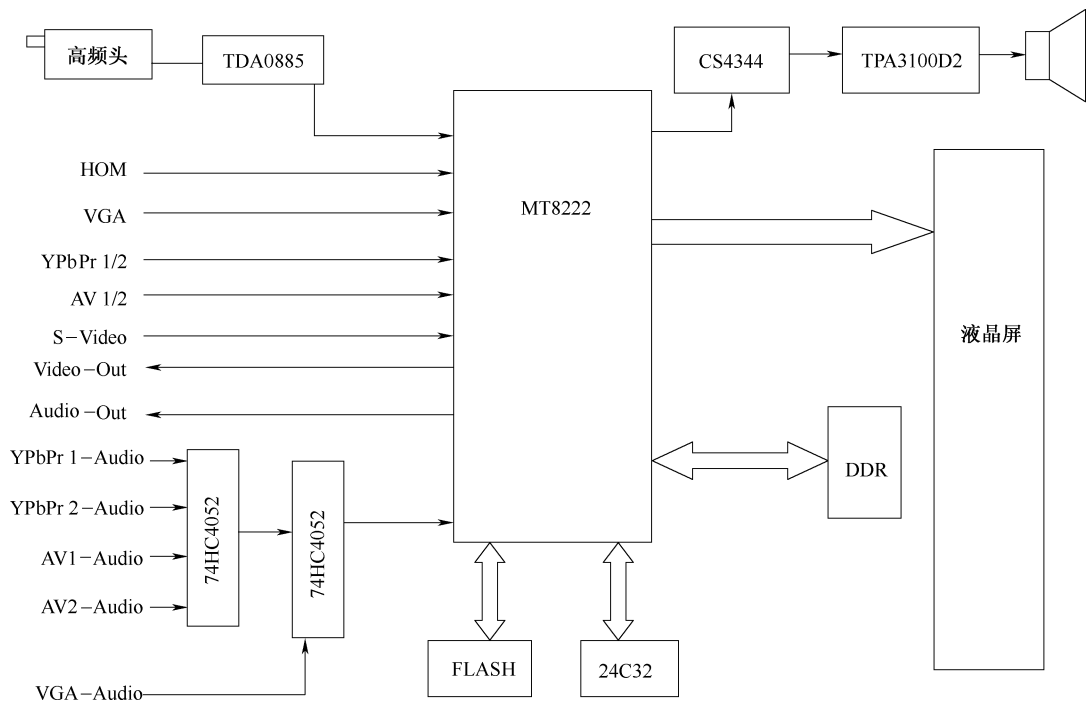 高频头
TDA0885
CS4344
TPA3100D2
HOM
VGA
YPbPr 1/2
AV 1/2
S-Video
Video-Out
Audio-Out
MT8222
液晶屏
YPbPr 1-Audio
YPbPr 2-Audio
AV1-Audio
AV2-Audio
VGA-Audio
74HC4052
74HC4052
DDR
FLASH
24C32